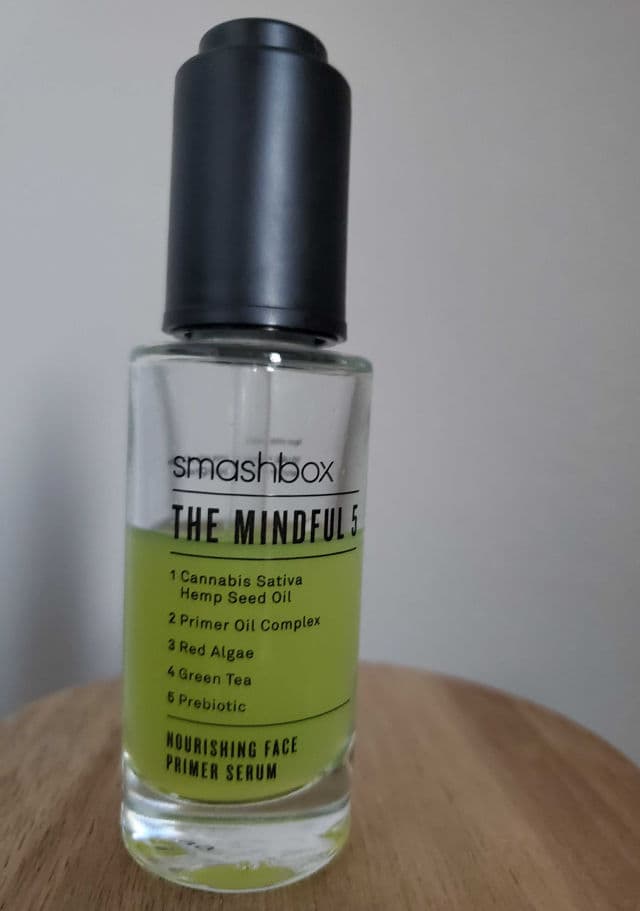 smashbox
THE MINDFUL 5
1 Cannabis Sativa
Hemp Seed Oil
2 Primer Oil Complex
3 Red Algae
4 Green Tea
5 Prebiotic
NOURISHING FACE
PRIMER SERUM